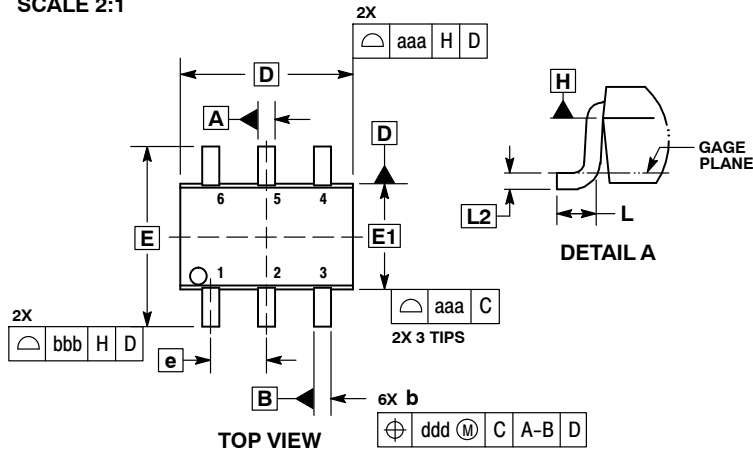 SCALE 2:1
2X
⌓ aaa H D
D
A
D
H
GAGE
PLANE
6 5 4
L2
L
E
E1
DETAIL A
1 2 3
⌓ aaa C
2X 3 TIPS
2X
⌓ bbb H D
e
B
6X b
⌖ ddd Ⓜ C A-B D
TOP VIEW